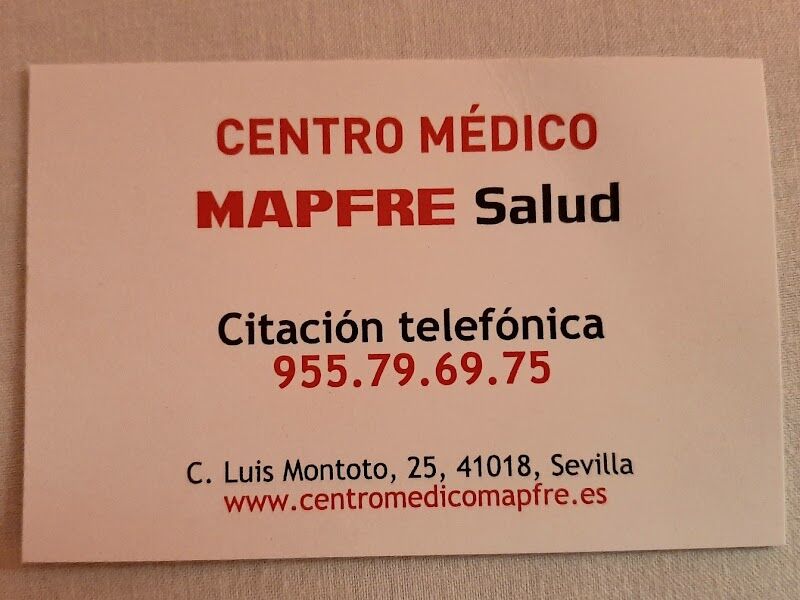 CENTRO MÉDICO
MAPFRE Salud
Citación telefónica
955.79.69.75
C. Luis Montoto, 25, 41018, Sevilla
www.centromedicomapfre.es